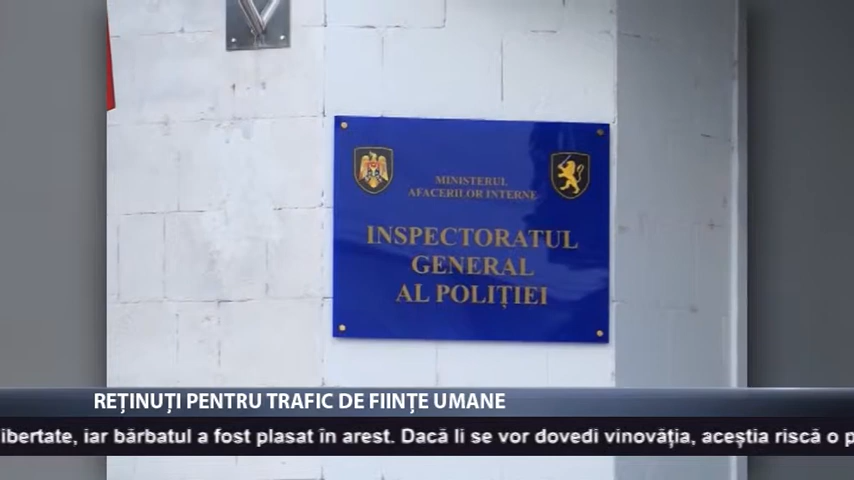 MINISTERUL
AFACERILOR INTERNE
INSPECTORATUL
GENERAL
AL POLIȚIEI
REȚINUȚI PENTRU TRAFIC DE FIINȚE UMANE
ibertate, iar bărbatul a fost plasat în arest. Dacă li se vor dovedi vinovăția, aceștia riscă o p